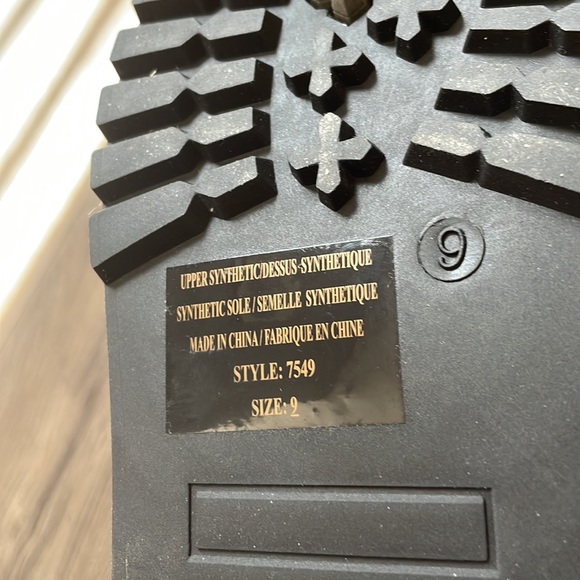 9
UPPER SYNTHETIC/DESSUS-SYNTHETIQUE
SYNTHETIC SOLE / SEMELLE SYNTHETIQUE
MADE IN CHINA / FABRIQUE EN CHINE
STYLE: 7549
SIZE: 9